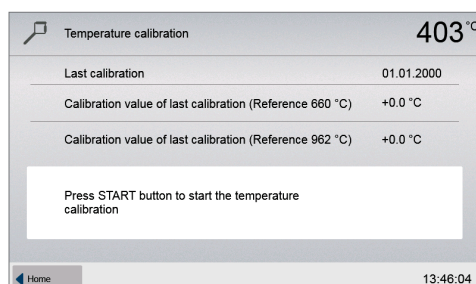 Temperature calibration 403 °C
Last calibration 01.01.2000
Calibration value of last calibration (Reference 660 °C) +0.0 °C
Calibration value of last calibration (Reference 962 °C) +0.0 °C
Press START button to start the temperature
calibration
Home 13:46:04